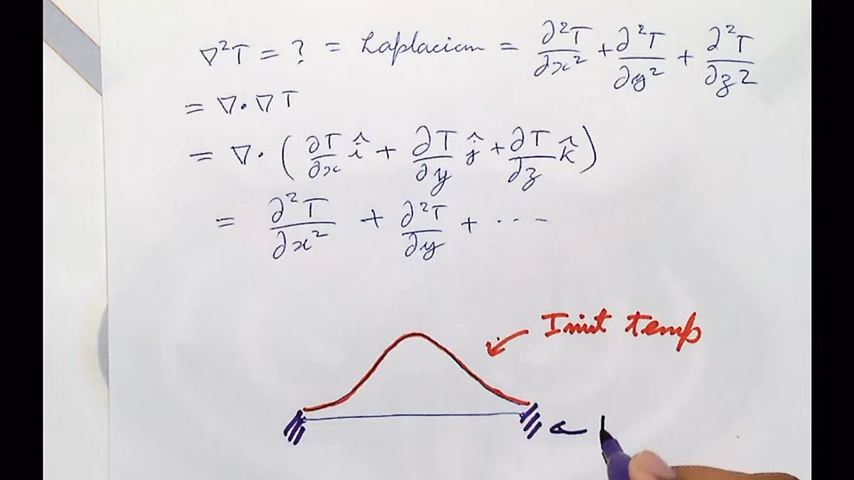 ∇²T = ? = Laplacian = ∂²T/∂x² + ∂²T/∂y² + ∂²T/∂z²
= ∇·∇T
= ∇·(∂T/∂x î + ∂T/∂y ĵ + ∂T/∂z k̂)
= ∂²T/∂x² + ∂²T/∂y + ···
Init temp